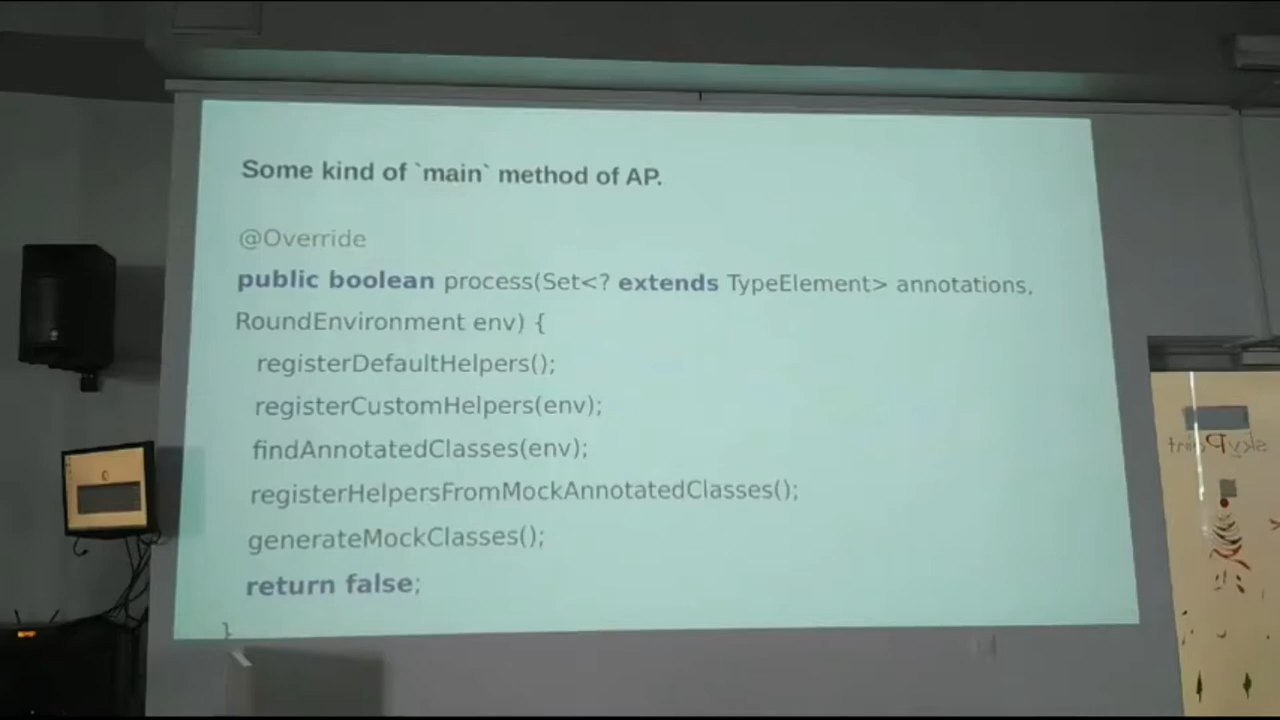 Some kind of `main` method of AP.
@Override
public boolean process(Set<? extends TypeElement> annotations,
RoundEnvironment env) {
registerDefaultHelpers();
registerCustomHelpers(env);
findAnnotatedClasses(env);
registerHelpersFromMockAnnotatedClasses();
generateMockClasses();
return false;
}
skyPoint